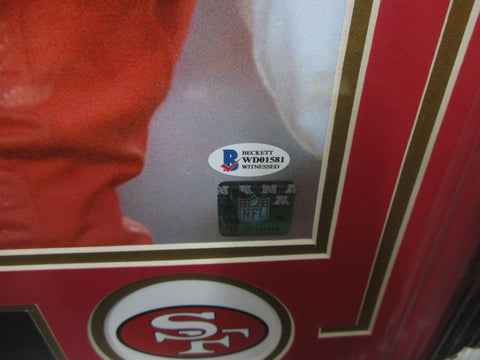 BECKETT
B WD01581
WITNESSED
NFL
SF